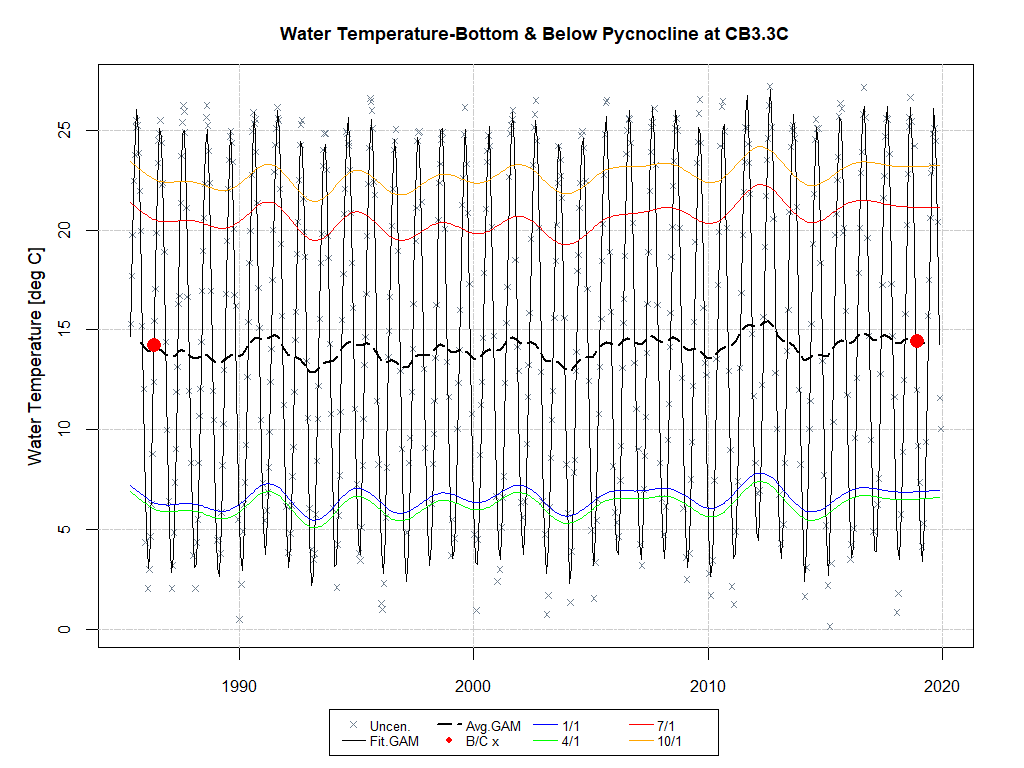 Water Temperature-Bottom & Below Pycnocline at CB3.3C
Water Temperature [deg C]
25
20
15
10
5
0
1990 2000 2010 2020
Uncen. Avg.GAM 1/1 7/1
Fit.GAM B/C x 4/1 10/1